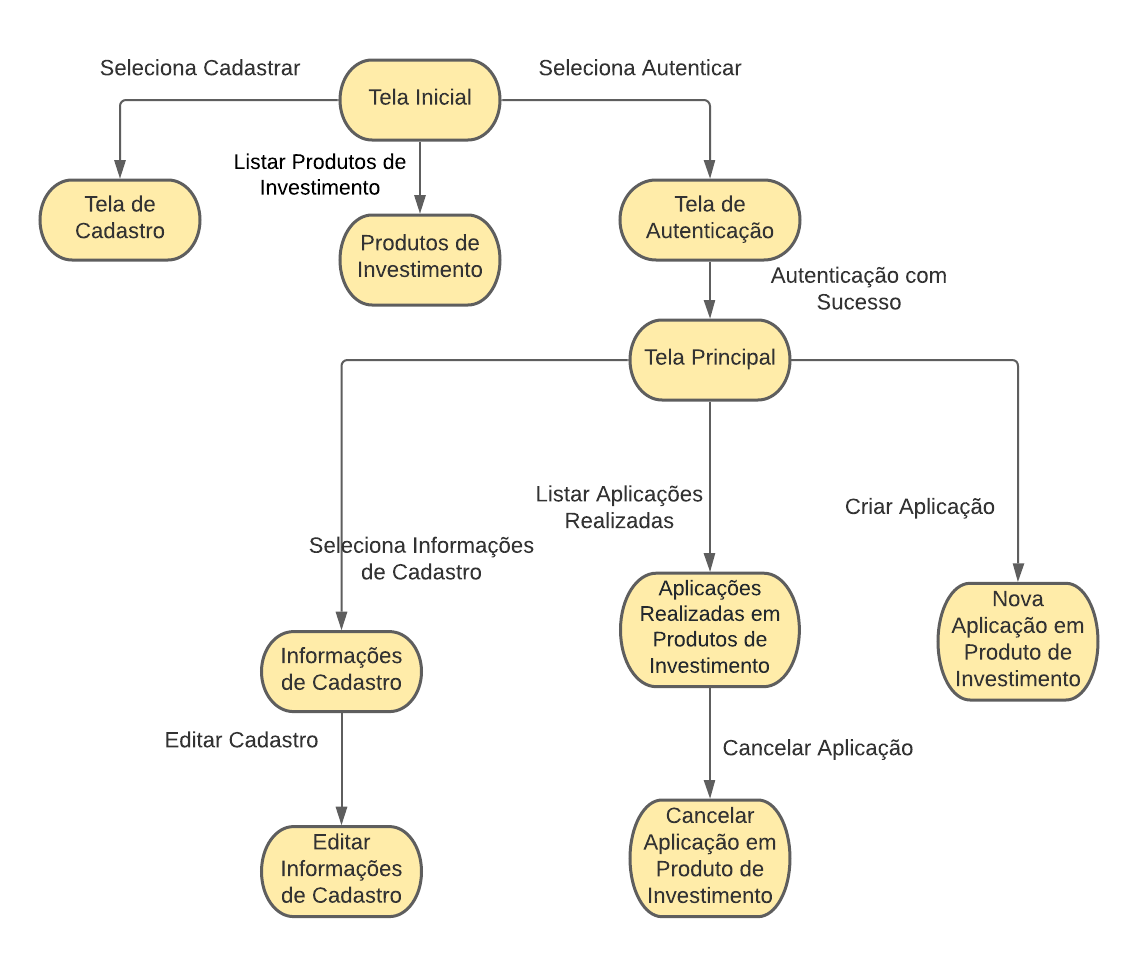 Seleciona Cadastrar
Seleciona Autenticar
Tela Inicial
Listar Produtos de
Investimento
Tela de
Cadastro
Tela de
Autenticação
Produtos de
Investimento
Autenticação com
Sucesso
Tela Principal
Listar Aplicações
Realizadas
Criar Aplicação
Seleciona Informações
de Cadastro
Aplicações
Realizadas em
Produtos de
Investimento
Nova
Aplicação em
Produto de
Investimento
Informações
de Cadastro
Editar Cadastro
Cancelar Aplicação
Editar
Informações
de Cadastro
Cancelar
Aplicação em
Produto de
Investimento